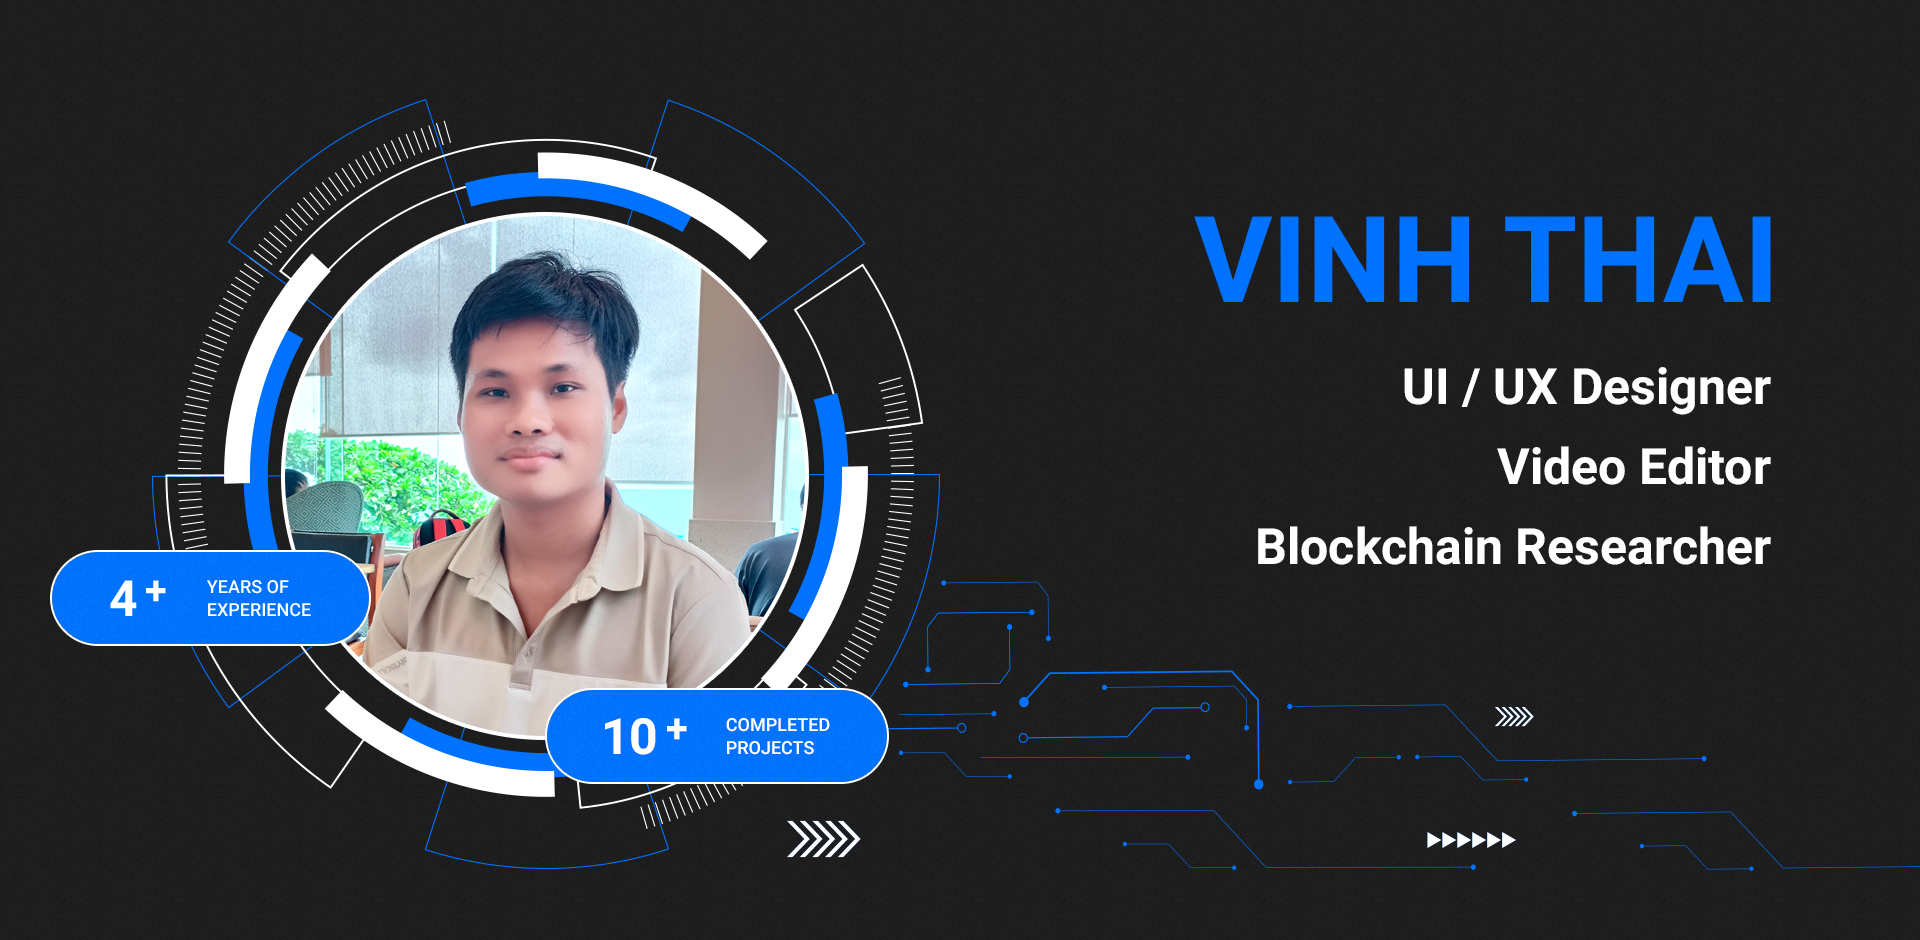 VINH THAI
UI / UX Designer
Video Editor
Blockchain Researcher
4+
YEARS OF
EXPERIENCE
10+
COMPLETED
PROJECTS